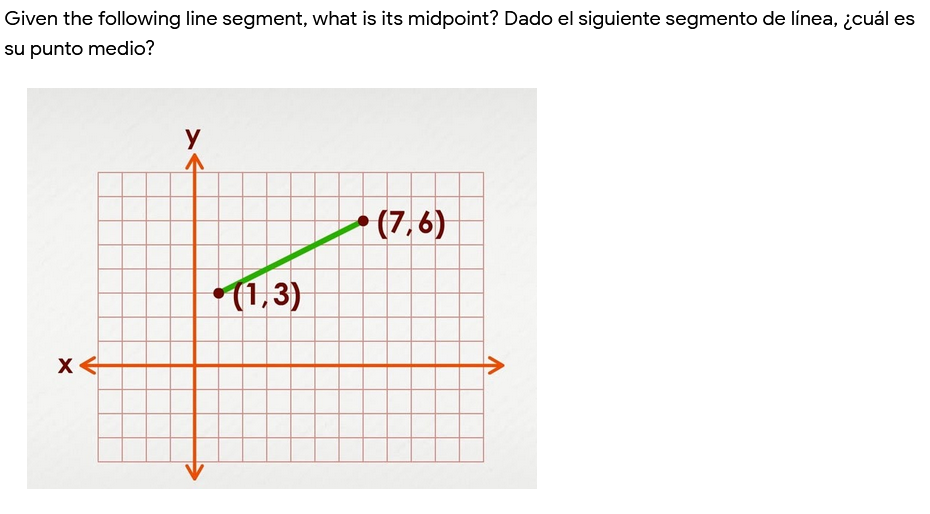 Given the following line segment, what is its midpoint? Dado el siguiente segmento de línea, ¿cuál es
su punto medio?
y
(7,6)
(1,3)
x